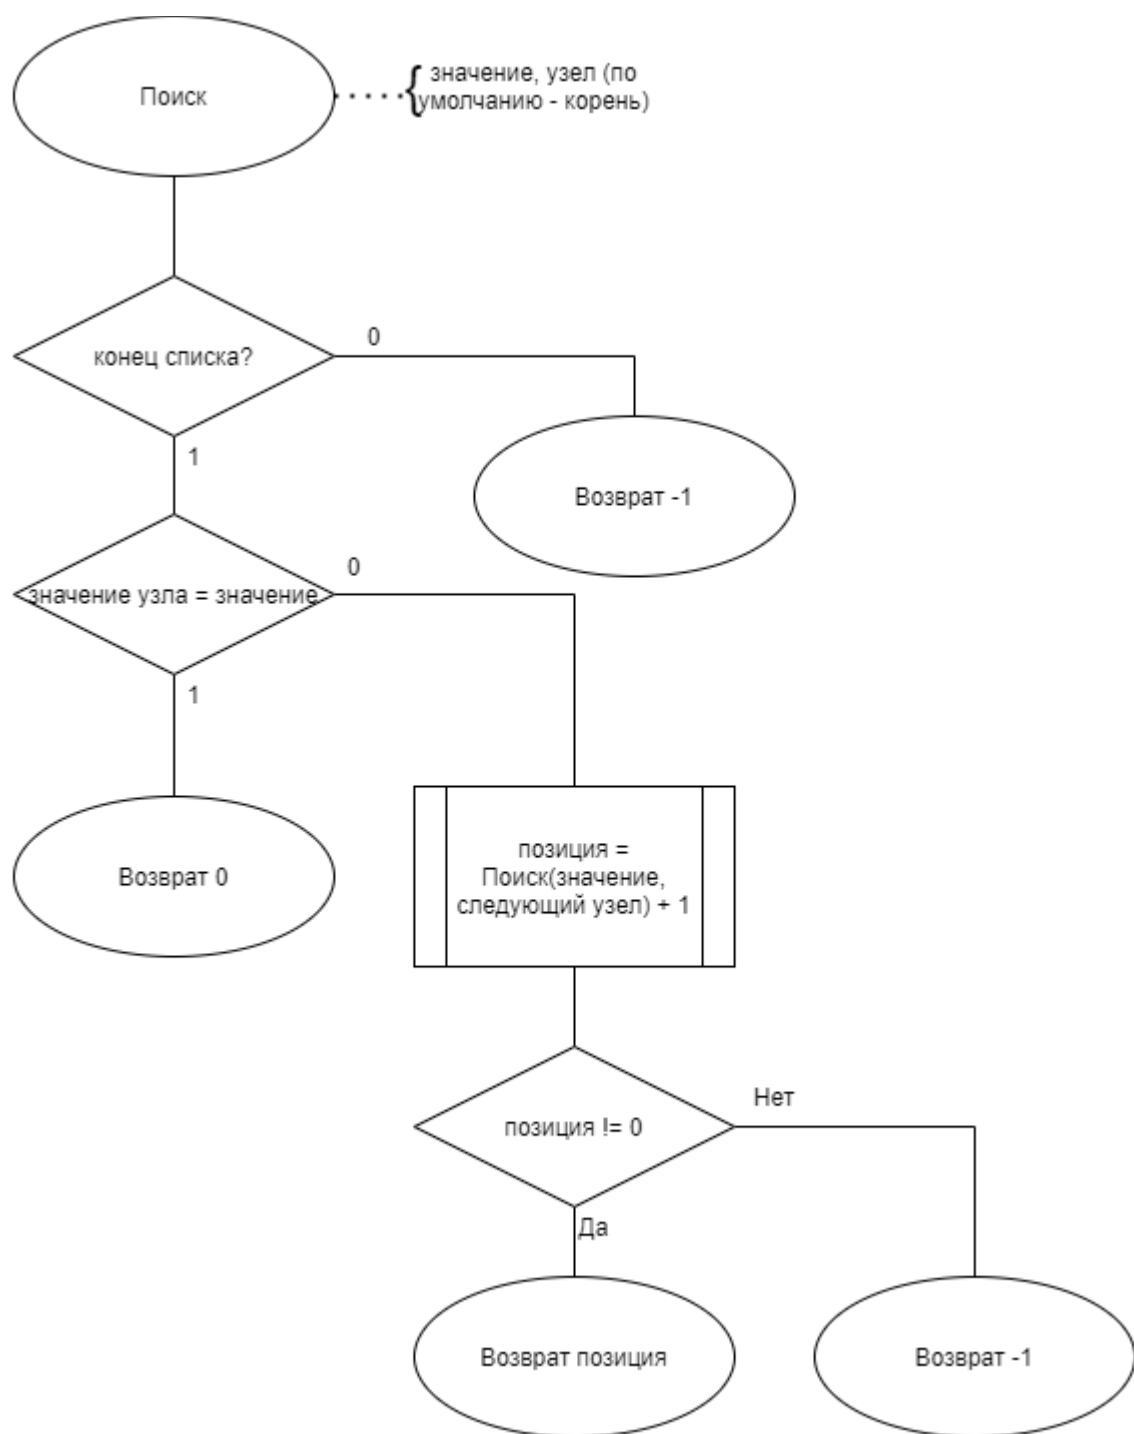 Поиск
значение, узел (по
умолчанию - корень)
конец списка?
0
1
Возврат -1
значение узла = значение
0
1
Возврат 0
позиция =
Поиск(значение,
следующий узел) + 1
позиция != 0
Нет
Да
Возврат позиция
Возврат -1